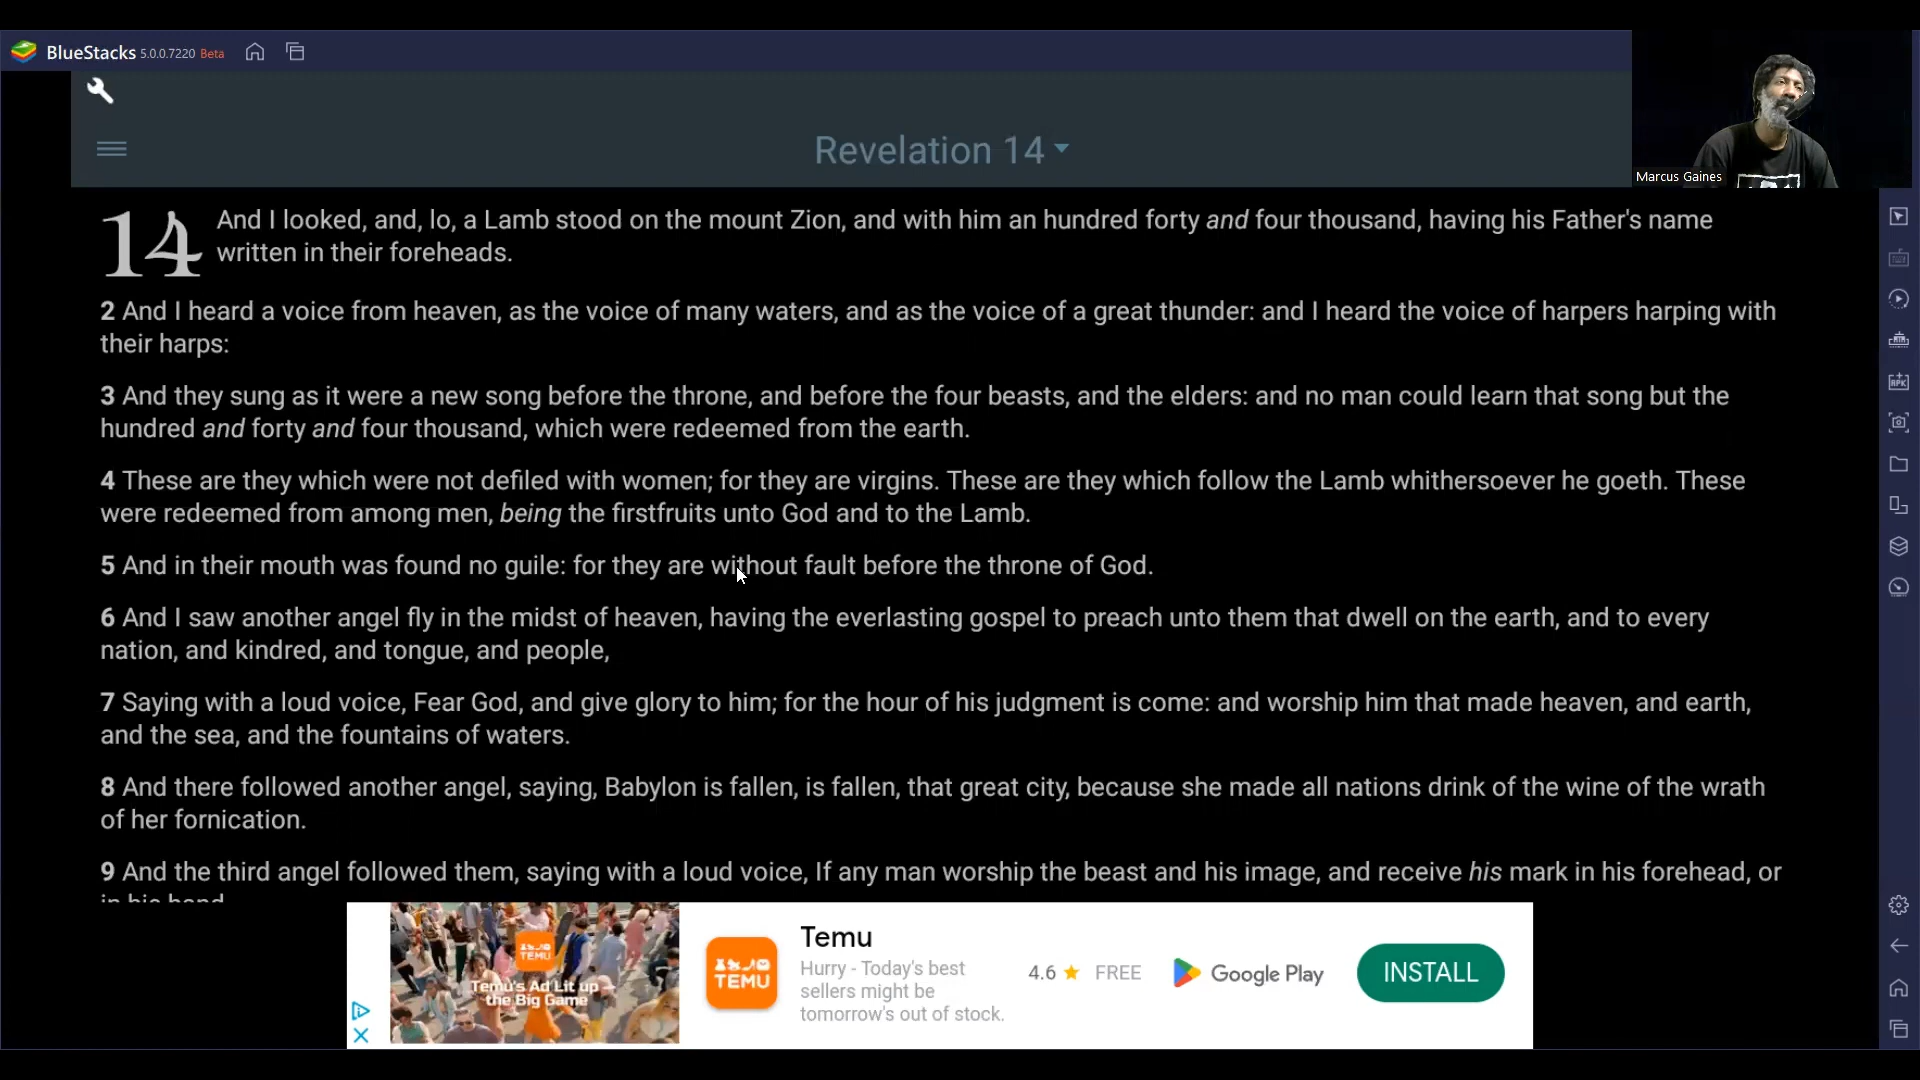 BlueStacks 5.0.0.7220 Beta
Marcus Gaines
Revelation 14
14 And I looked, and, lo, a Lamb stood on the mount Zion, and with him an hundred forty and four thousand, having his Father's name
written in their foreheads.
2 And I heard a voice from heaven, as the voice of many waters, and as the voice of a great thunder: and I heard the voice of harpers harping with
their harps:
3 And they sung as it were a new song before the throne, and before the four beasts, and the elders: and no man could learn that song but the
hundred and forty and four thousand, which were redeemed from the earth.
4 These are they which were not defiled with women; for they are virgins. These are they which follow the Lamb whithersoever he goeth. These
were redeemed from among men, being the firstfruits unto God and to the Lamb.
5 And in their mouth was found no guile: for they are without fault before the throne of God.
6 And I saw another angel fly in the midst of heaven, having the everlasting gospel to preach unto them that dwell on the earth, and to every
nation, and kindred, and tongue, and people,
7 Saying with a loud voice, Fear God, and give glory to him; for the hour of his judgment is come: and worship him that made heaven, and earth,
and the sea, and the fountains of waters.
8 And there followed another angel, saying, Babylon is fallen, is fallen, that great city, because she made all nations drink of the wine of the wrath
of her fornication.
9 And the third angel followed them, saying with a loud voice, If any man worship the beast and his image, and receive his mark in his forehead, or
in his hand
TEMU
Temu's Ad Lit up –
the Big Game
TEMU
Temu
Hurry - Today's best
sellers might be
tomorrow's out of stock.
4.6 ★ FREE
Google Play
INSTALL